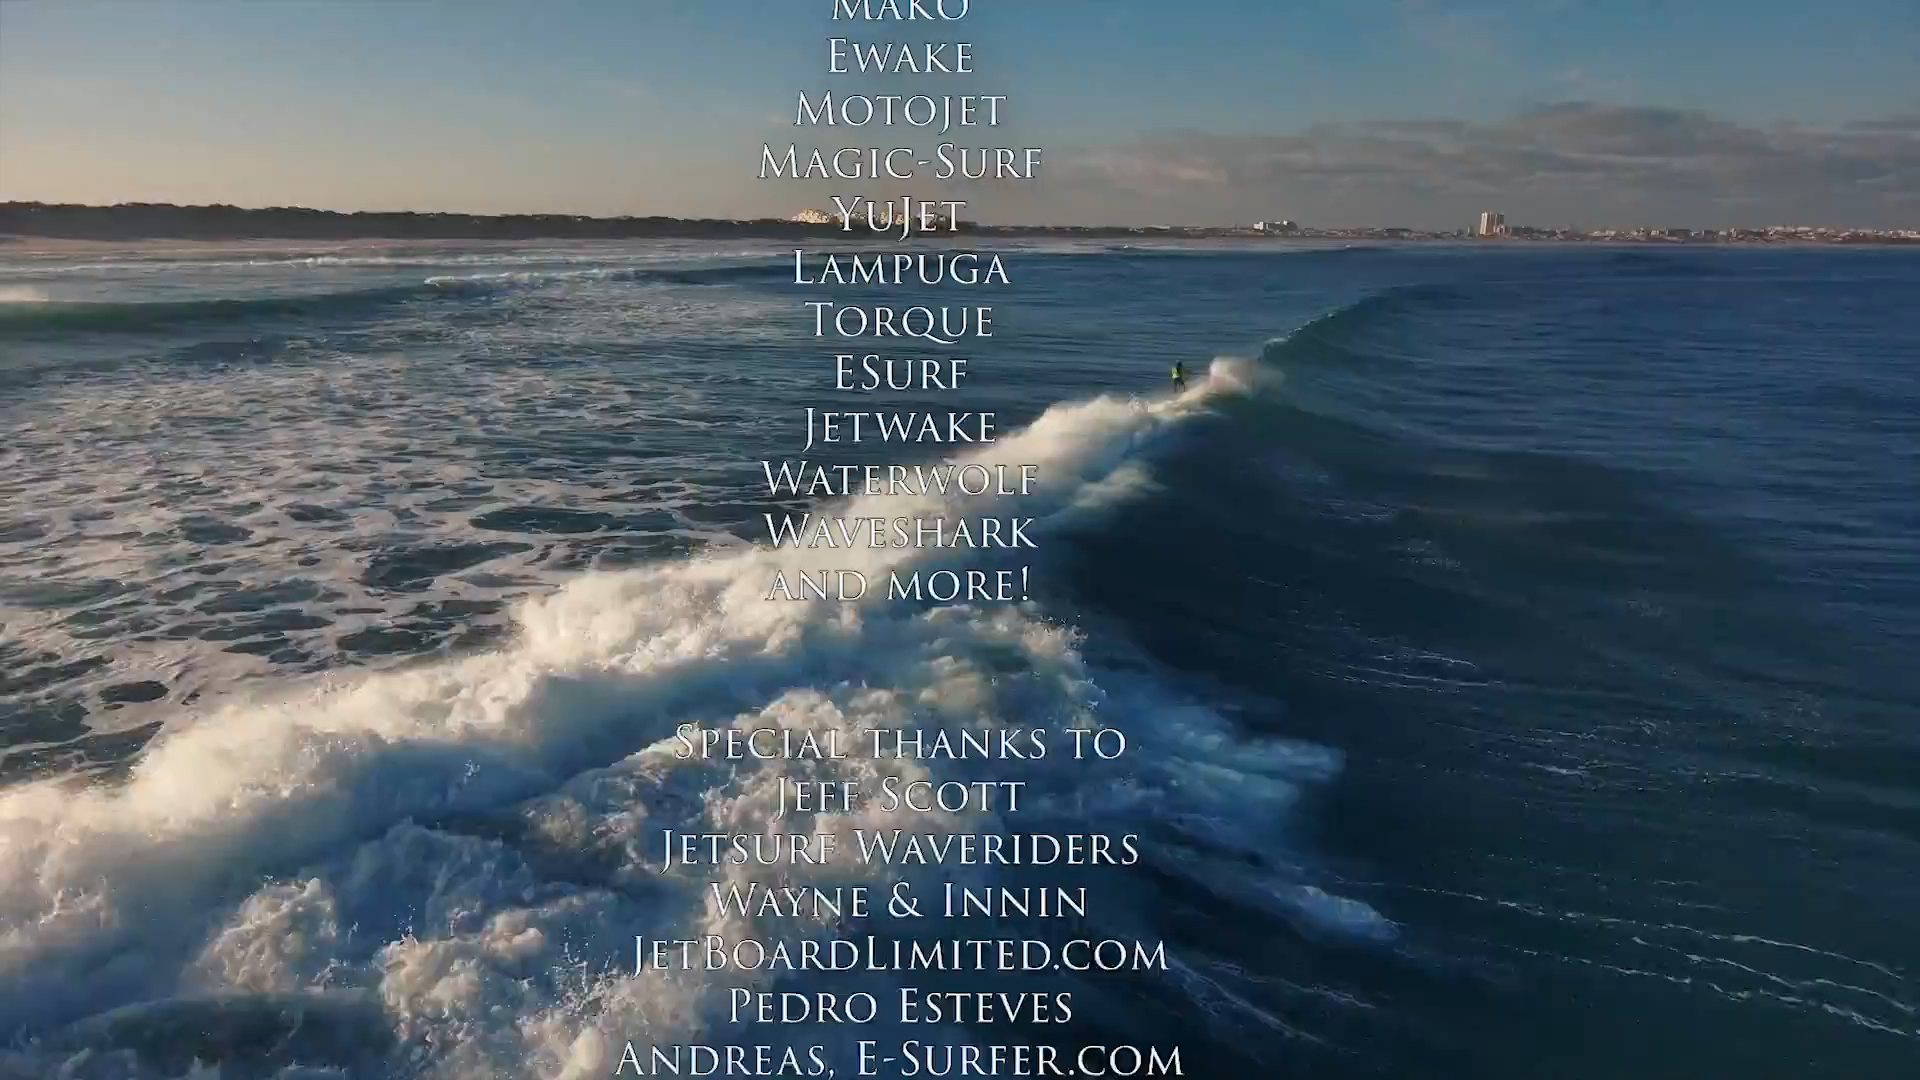 MAKO
EWAKE
MOTOJET
MAGIC-SURF
YUJET
LAMPUGA
TORQUE
ESURF
JETWAKE
WATERWOLF
WAVESHARK
AND MORE!
SPECIAL THANKS TO
JEFF SCOTT
JETSURF WAVERIDERS
WAYNE & INNIN
JETBOARDLIMITED.COM
PEDRO ESTEVES
ANDREAS, E-SURFER.COM